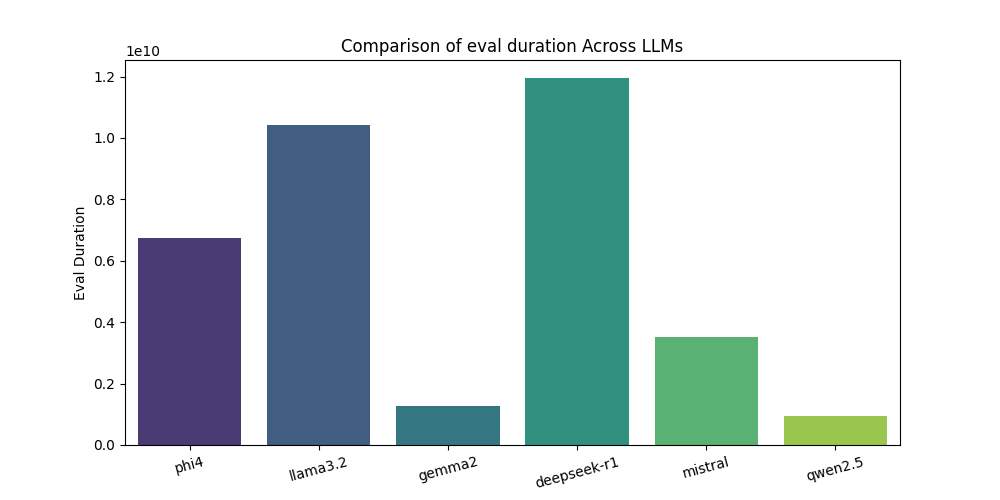 Comparison of eval duration Across LLMs
1e10
1.2
1.0
0.8
0.6
0.4
0.2
0.0
Eval Duration
phi4
llama3.2
gemma2
deepseek-r1
mistral
qwen2.5